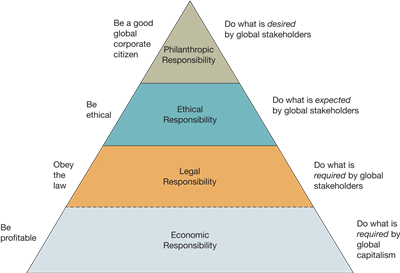 Be a good
global
corporate
citizen
Philanthropic
Responsibility
Do what is desired
by global stakeholders
Be
ethical
Ethical
Responsibility
Do what is expected
by global stakeholders
Obey
the
law
Legal
Responsibility
Do what is
required by global
stakeholders
Be
profitable
Economic
Responsibility
Do what is
required by
global
capitalism